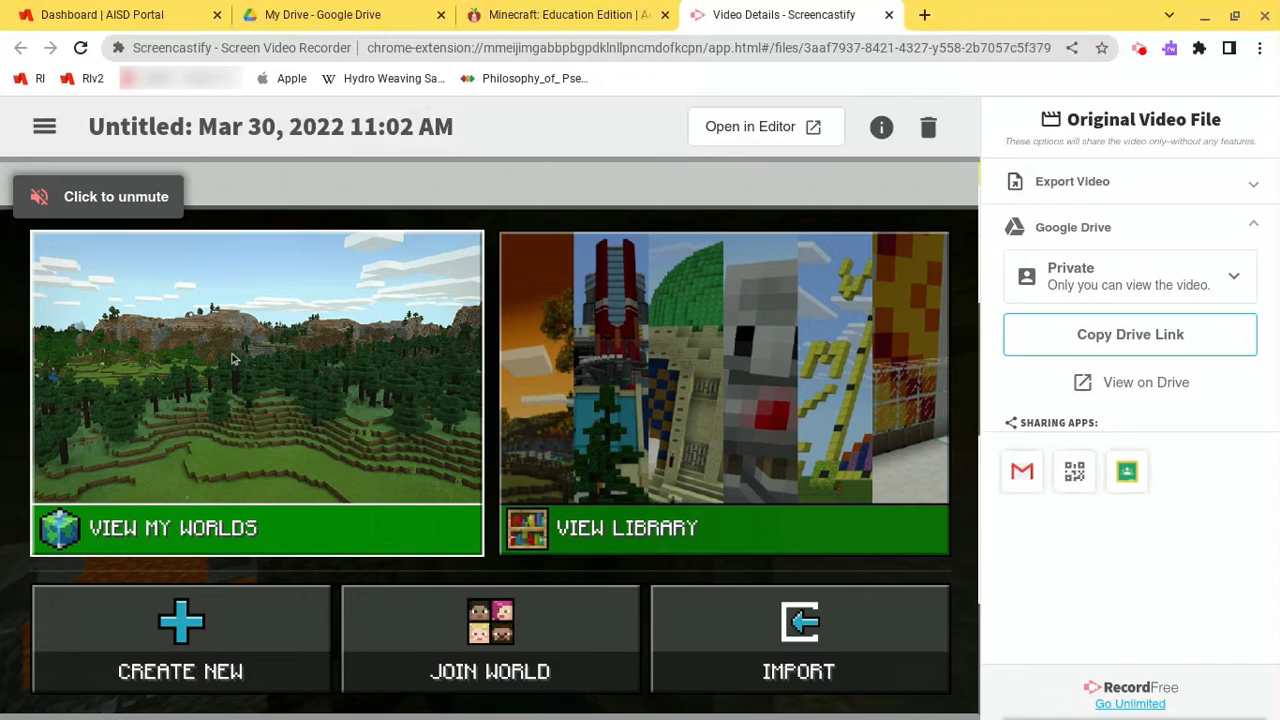 Dashboard | AISD Portal
My Drive - Google Drive
Minecraft: Education Edition |
Video Details - Screencastify
Screencastify - Screen Video Recorder
chrome-extension://mmeijimgabbpbgpdklnllpncmdofkcpn/app.html#/files/3adf7937-8421-4327-y558-2b7057c5f379
RI
RIv2
Apple
Hydro Weaving Sa...
Philosophy_of_ Pse...
Untitled: Mar 30, 2022 11:02 AM
Open in Editor
Click to unmute
VIEW MY WORLDS
VIEW LIBRARY
CREATE NEW
JOIN WORLD
IMPORT
Original Video File
These options will share the video only–without any features.
Export Video
Google Drive
Private
Only you can view the video.
Copy Drive Link
View on Drive
SHARING APPS:
RecordFree
Go Unlimited